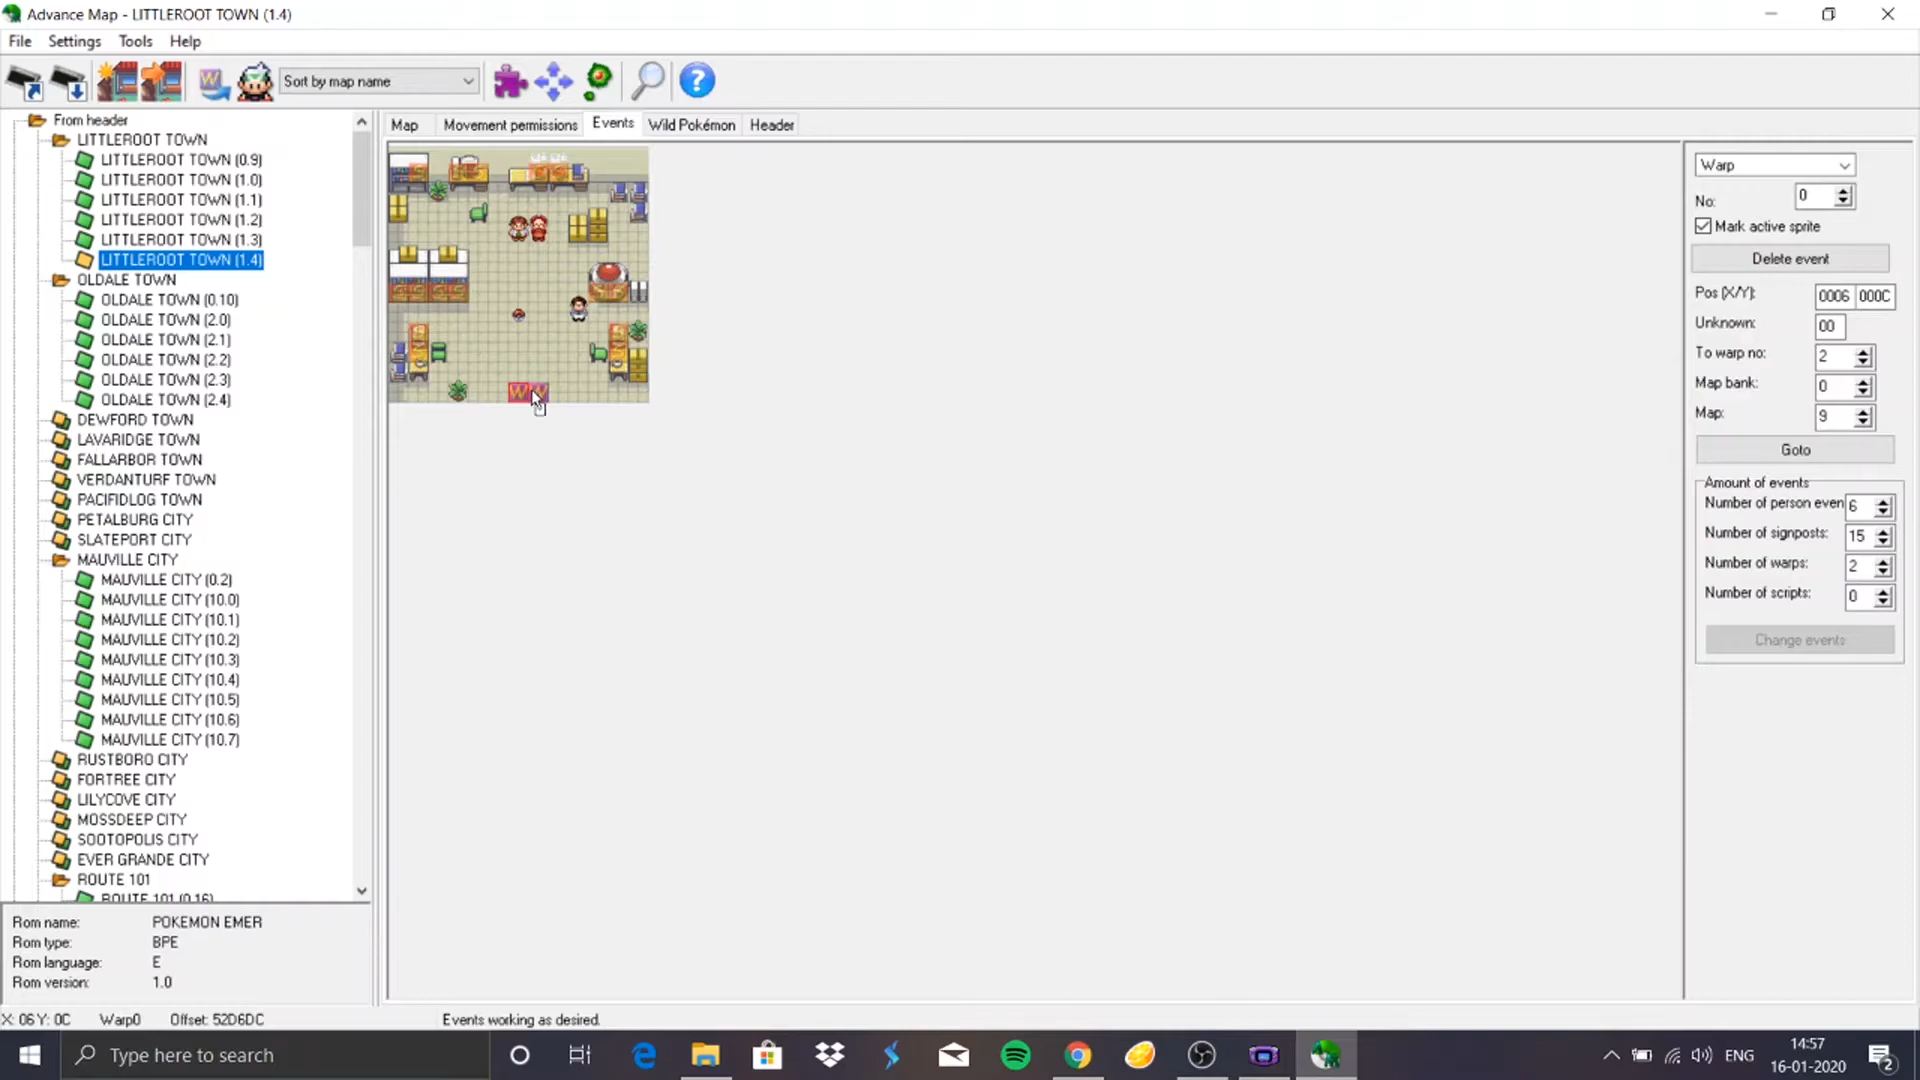 Advance Map - LITTLEROOT TOWN (1.4)
File Settings Tools Help
Sort by map name
From header
LITTLEROOT TOWN
LITTLEROOT TOWN (0.9)
LITTLEROOT TOWN (1.0)
LITTLEROOT TOWN (1.1)
LITTLEROOT TOWN (1.2)
LITTLEROOT TOWN (1.3)
LITTLEROOT TOWN (1.4)
OLDALE TOWN
OLDALE TOWN (0.10)
OLDALE TOWN (2.0)
OLDALE TOWN (2.1)
OLDALE TOWN (2.2)
OLDALE TOWN (2.3)
OLDALE TOWN (2.4)
DEWFORD TOWN
LAVARIDGE TOWN
FALLARBOR TOWN
VERDANTURF TOWN
PACIFIDLOG TOWN
PETALBURG CITY
SLATEPORT CITY
MAUVILLE CITY
MAUVILLE CITY (0.2)
MAUVILLE CITY (10.0)
MAUVILLE CITY (10.1)
MAUVILLE CITY (10.2)
MAUVILLE CITY (10.3)
MAUVILLE CITY (10.4)
MAUVILLE CITY (10.5)
MAUVILLE CITY (10.6)
MAUVILLE CITY (10.7)
RUSTBORO CITY
FORTREE CITY
LILYCOVE CITY
MOSSDEEP CITY
SOOTOPOLIS CITY
EVER GRANDE CITY
ROUTE 101
ROUTE 101 (0.16)
Rom name: POKEMON EMER
Rom type: BPE
Rom language: E
Rom version: 1.0
Map Movement permissions Events Wild Pokémon Header
W W
Warp
No: 0
Mark active sprite
Delete event
Pos (X/Y): 0006 000C
Unknown: 00
To warp no: 2
Map bank: 0
Map: 9
Goto
Amount of events
Number of person even 6
Number of signposts: 15
Number of warps: 2
Number of scripts: 0
Change events
X: 06 Y: 0C Warp0 Offset: 52D6DC Events working as desired.
Type here to search
ENG
14:57
16-01-2020
2